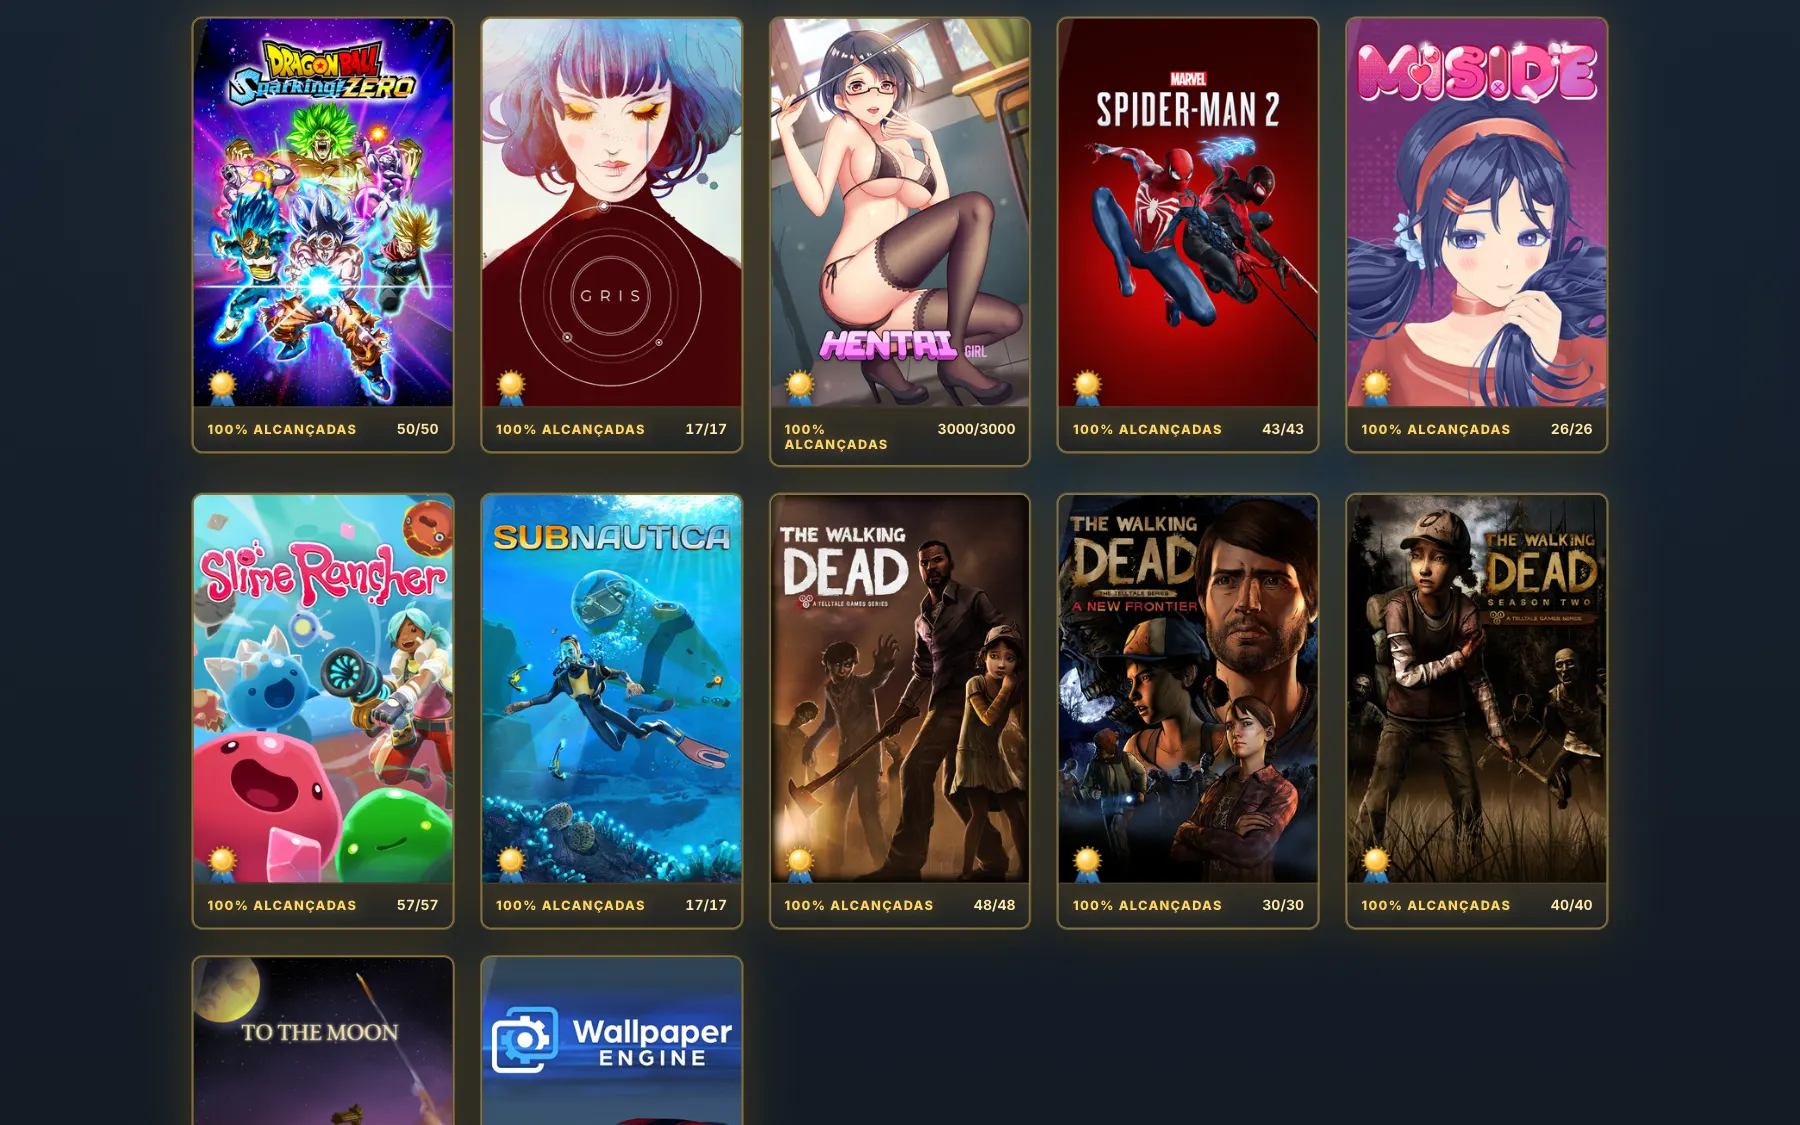 DRAGON BALL
Sparking! ZERO
GRIS
HENTAI GIRL
MARVEL
SPIDER-MAN 2
MISIDE
100% ALCANÇADAS 50/50
100% ALCANÇADAS 17/17
100% ALCANÇADAS 3000/3000
100% ALCANÇADAS 43/43
100% ALCANÇADAS 26/26
Slime Rancher
SUBNAUTICA
THE WALKING
DEAD
A TELLTALE GAMES SERIES
THE WALKING
DEAD
THE TELLTALE SERIES
A NEW FRONTIER
THE WALKING
DEAD
SEASON TWO
A TELLTALE GAMES SERIES
100% ALCANÇADAS 57/57
100% ALCANÇADAS 17/17
100% ALCANÇADAS 48/48
100% ALCANÇADAS 30/30
100% ALCANÇADAS 40/40
TO THE MOON
Wallpaper
ENGINE